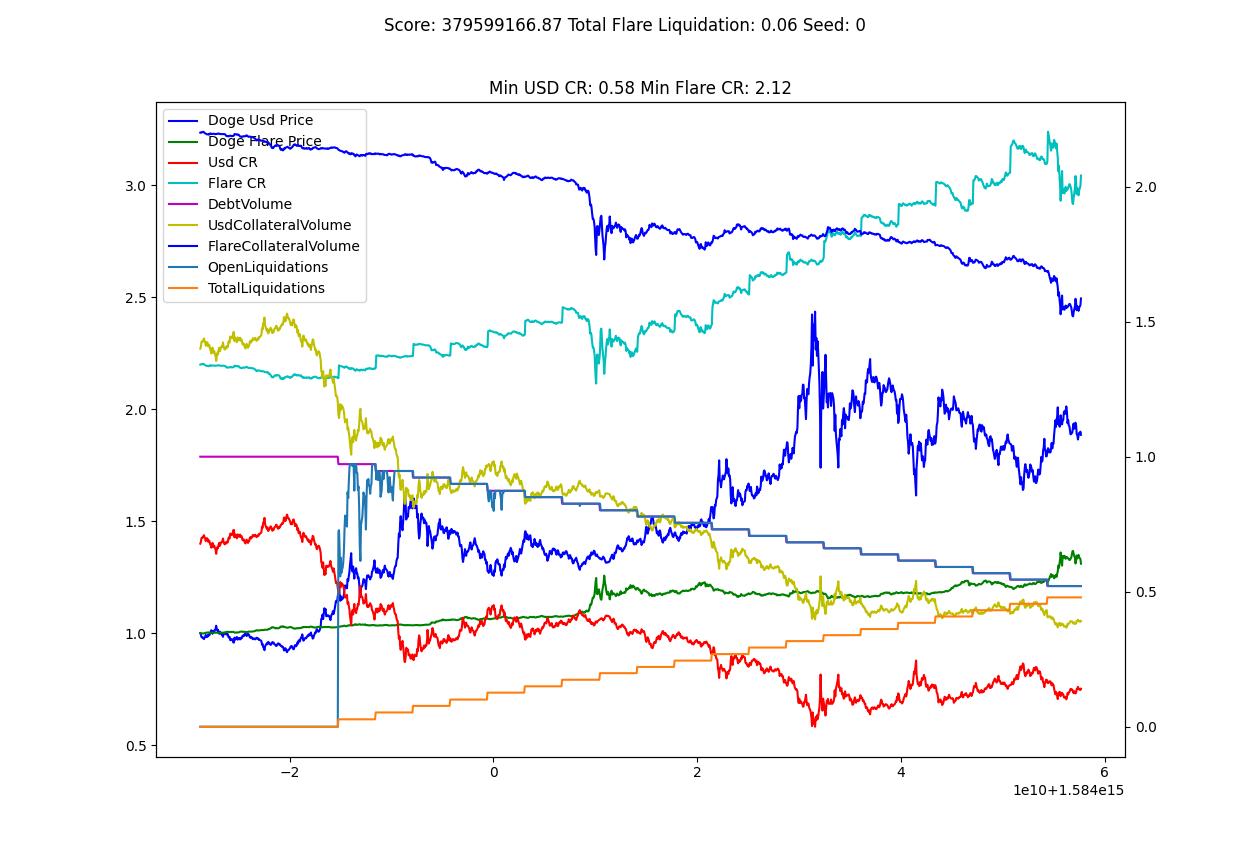 Score: 379599166.87 Total Flare Liquidation: 0.06 Seed: 0
Min USD CR: 0.58 Min Flare CR: 2.12
Doge Usd Price
Doge Flare Price
Usd CR
Flare CR
DebtVolume
UsdCollateralVolume
FlareCollateralVolume
OpenLiquidations
TotalLiquidations
3.0
2.5
2.0
1.5
1.0
0.5
2.0
1.5
1.0
0.5
0.0
−2
0
2
4
6
1e10+1.584e15